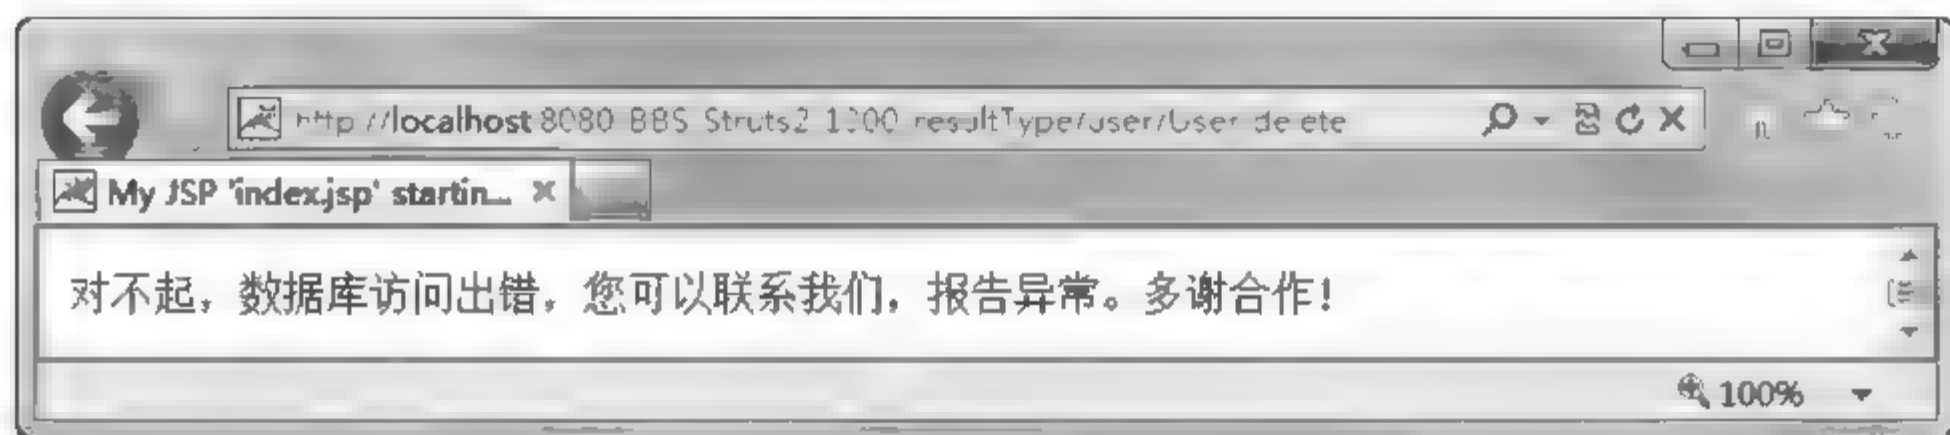 http://localhost:8080/BBS_Struts2_1200_resultType/user/User_delete
My JSP 'index.jsp' startin...
对不起，数据库访问出错，您可以联系我们，报告异常。多谢合作！
100%